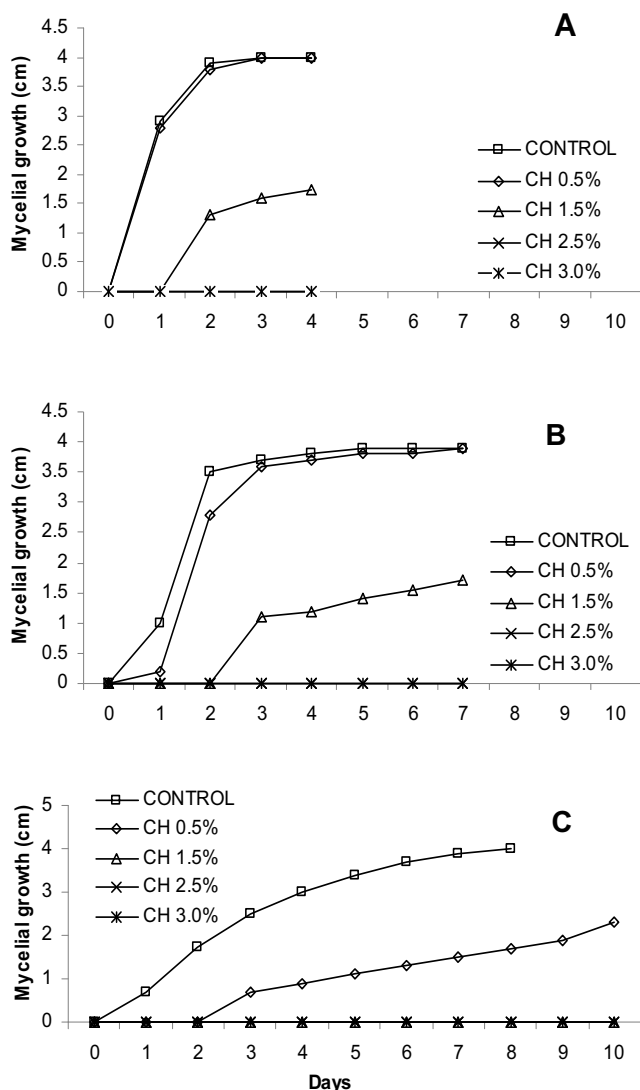 A
Mycelial growth (cm)
4.5
4
3.5
3
2.5
2
1.5
1
0.5
0
0 1 2 3 4 5 6 7 8 9 10
CONTROL
CH 0.5%
CH 1.5%
CH 2.5%
CH 3.0%
B
Mycelial growth (cm)
4.5
4
3.5
3
2.5
2
1.5
1
0.5
0
0 1 2 3 4 5 6 7 8 9 10
CONTROL
CH 0.5%
CH 1.5%
CH 2.5%
CH 3.0%
C
Mycelial growth (cm)
5
4
3
2
1
0
0 1 2 3 4 5 6 7 8 9 10
CONTROL
CH 0.5%
CH 1.5%
CH 2.5%
CH 3.0%
Days